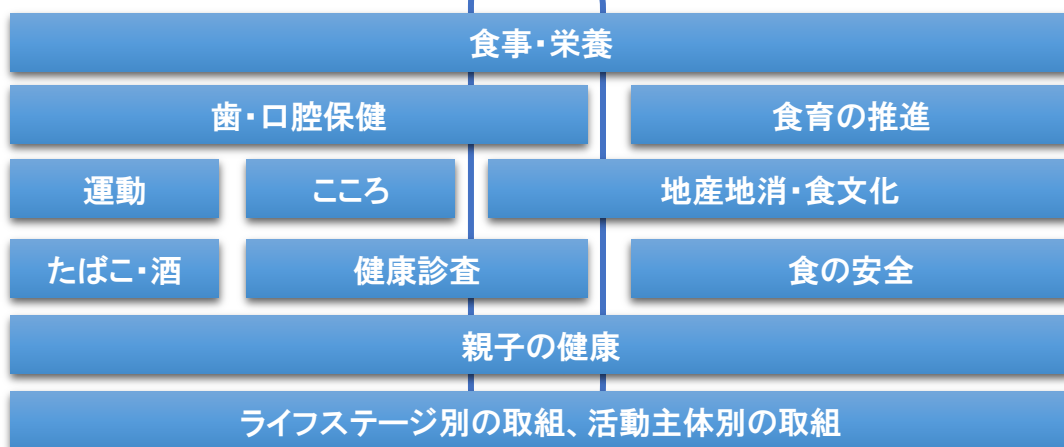 食事・栄養
歯・口腔保健
食育の推進
運動
こころ
地産地消・食文化
たばこ・酒
健康診査
食の安全
親子の健康
ライフステージ別の取組、活動主体別の取組